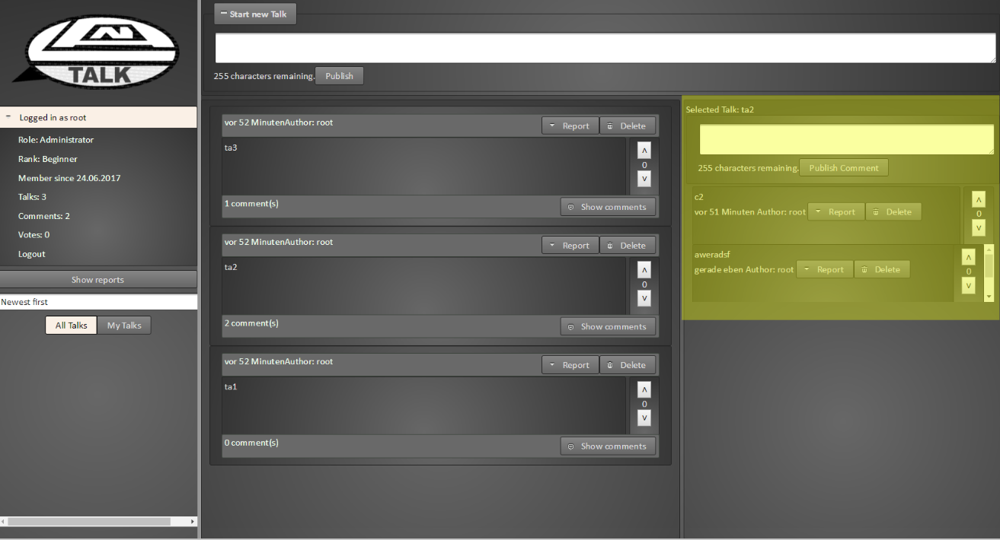 Start new Talk
255 characters remaining. Publish
TALK
Logged in as root
Role: Administrator
Rank: Beginner
Member since 24.06.2017
Talks: 3
Comments: 2
Votes: 0
Logout
Show reports
Newest first
All Talks My Talks
vor 52 MinutenAuthor: root Report Delete
ta3
ʌ
0
v
1 comment(s) Show comments
vor 52 MinutenAuthor: root Report Delete
ta2
ʌ
0
v
2 comment(s) Show comments
vor 52 MinutenAuthor: root Report Delete
ta1
ʌ
0
v
0 comment(s) Show comments
Selected Talk: ta2
255 characters remaining. Publish Comment
c2
vor 51 Minuten Author: root Report Delete
ʌ
0
v
aweradsf
gerade eben Author: root Report Delete
ʌ
0
v